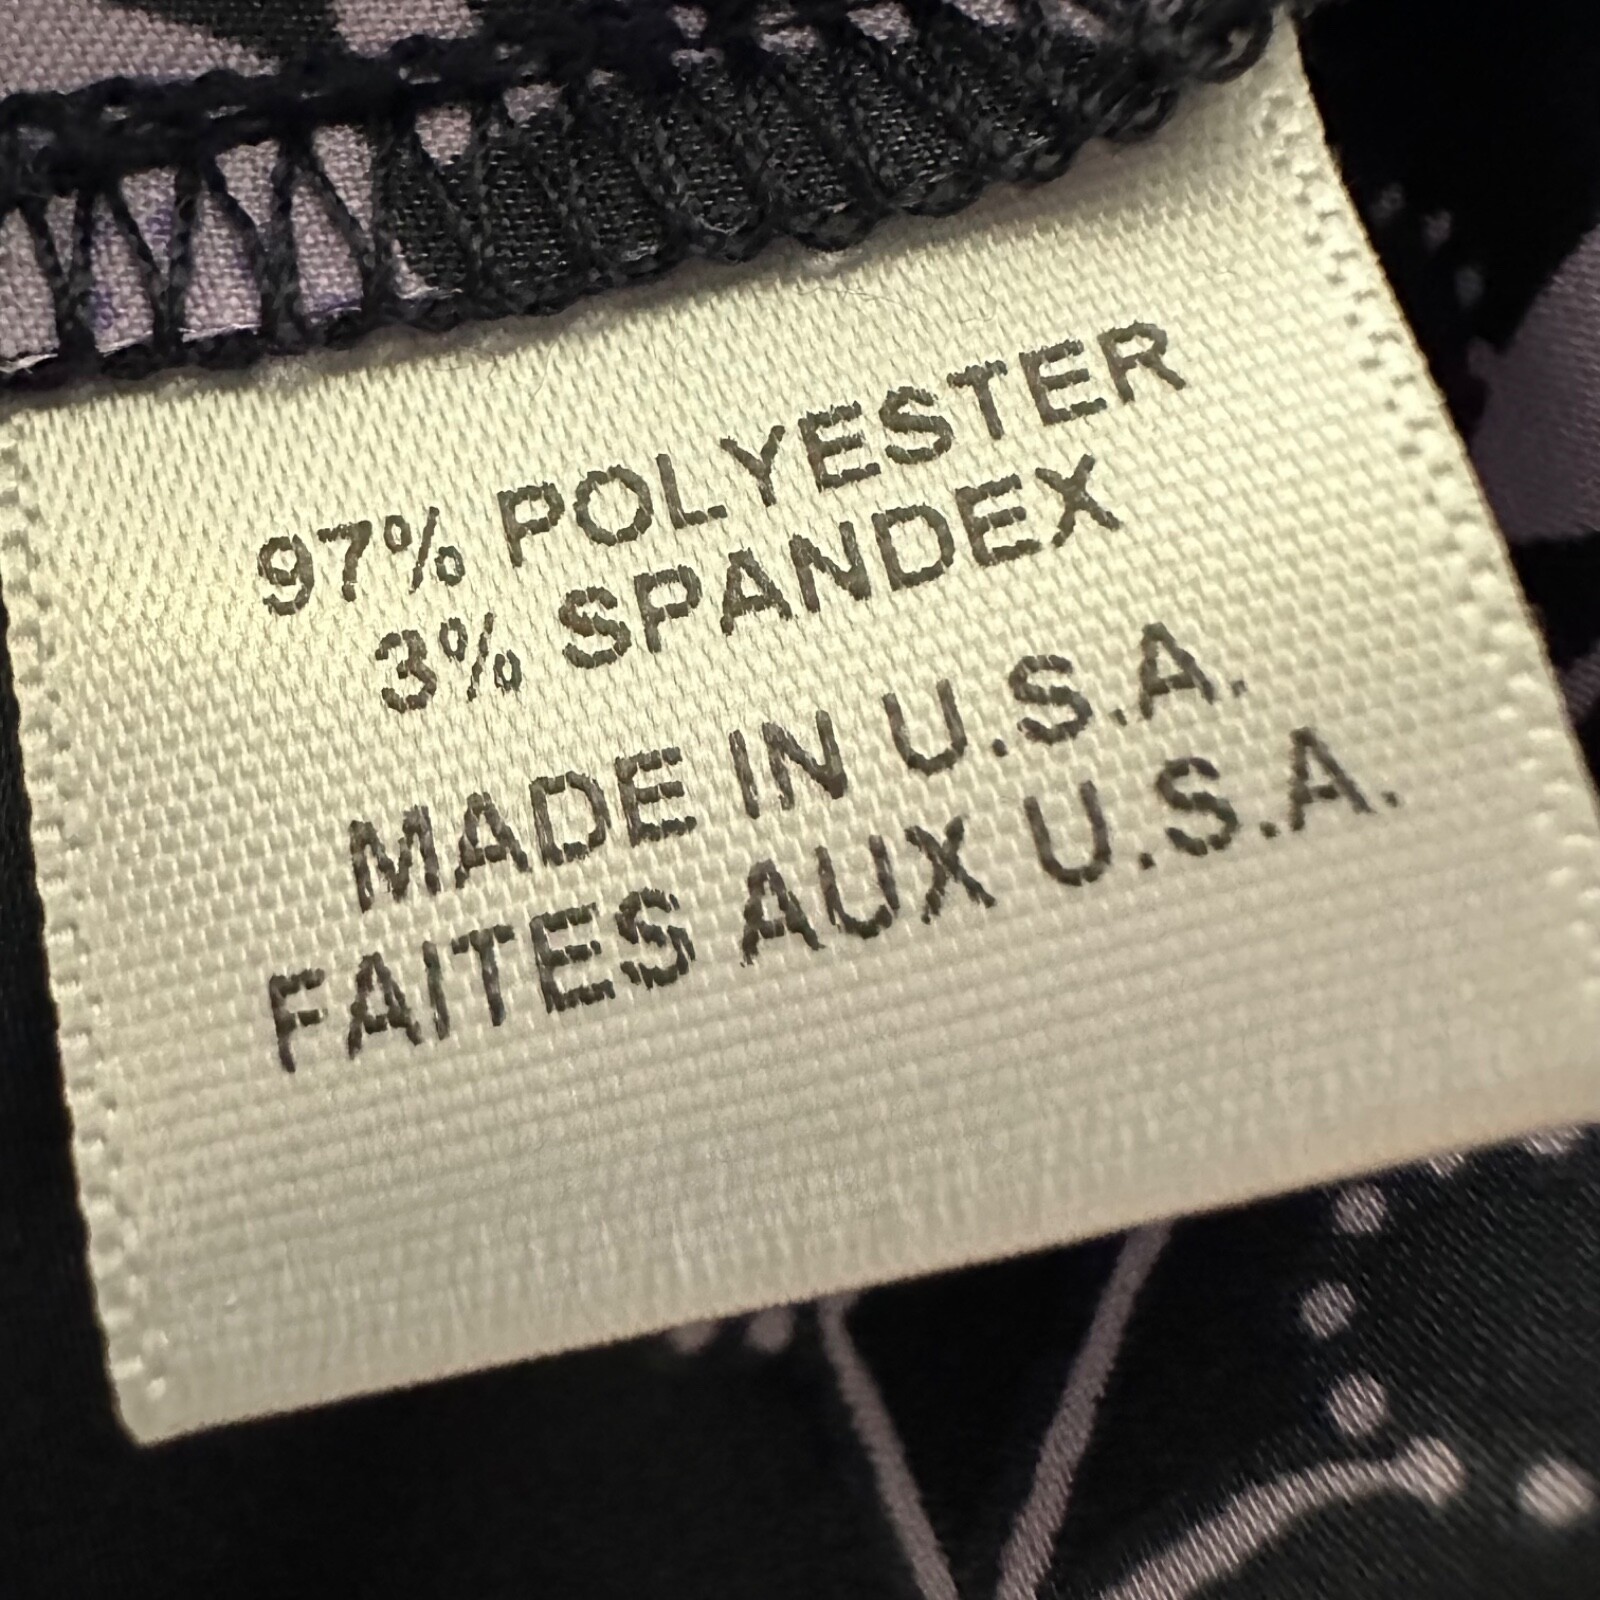 97% POLYESTER
3% SPANDEX
MADE IN U.S.A.
FAITES AUX U.S.A.